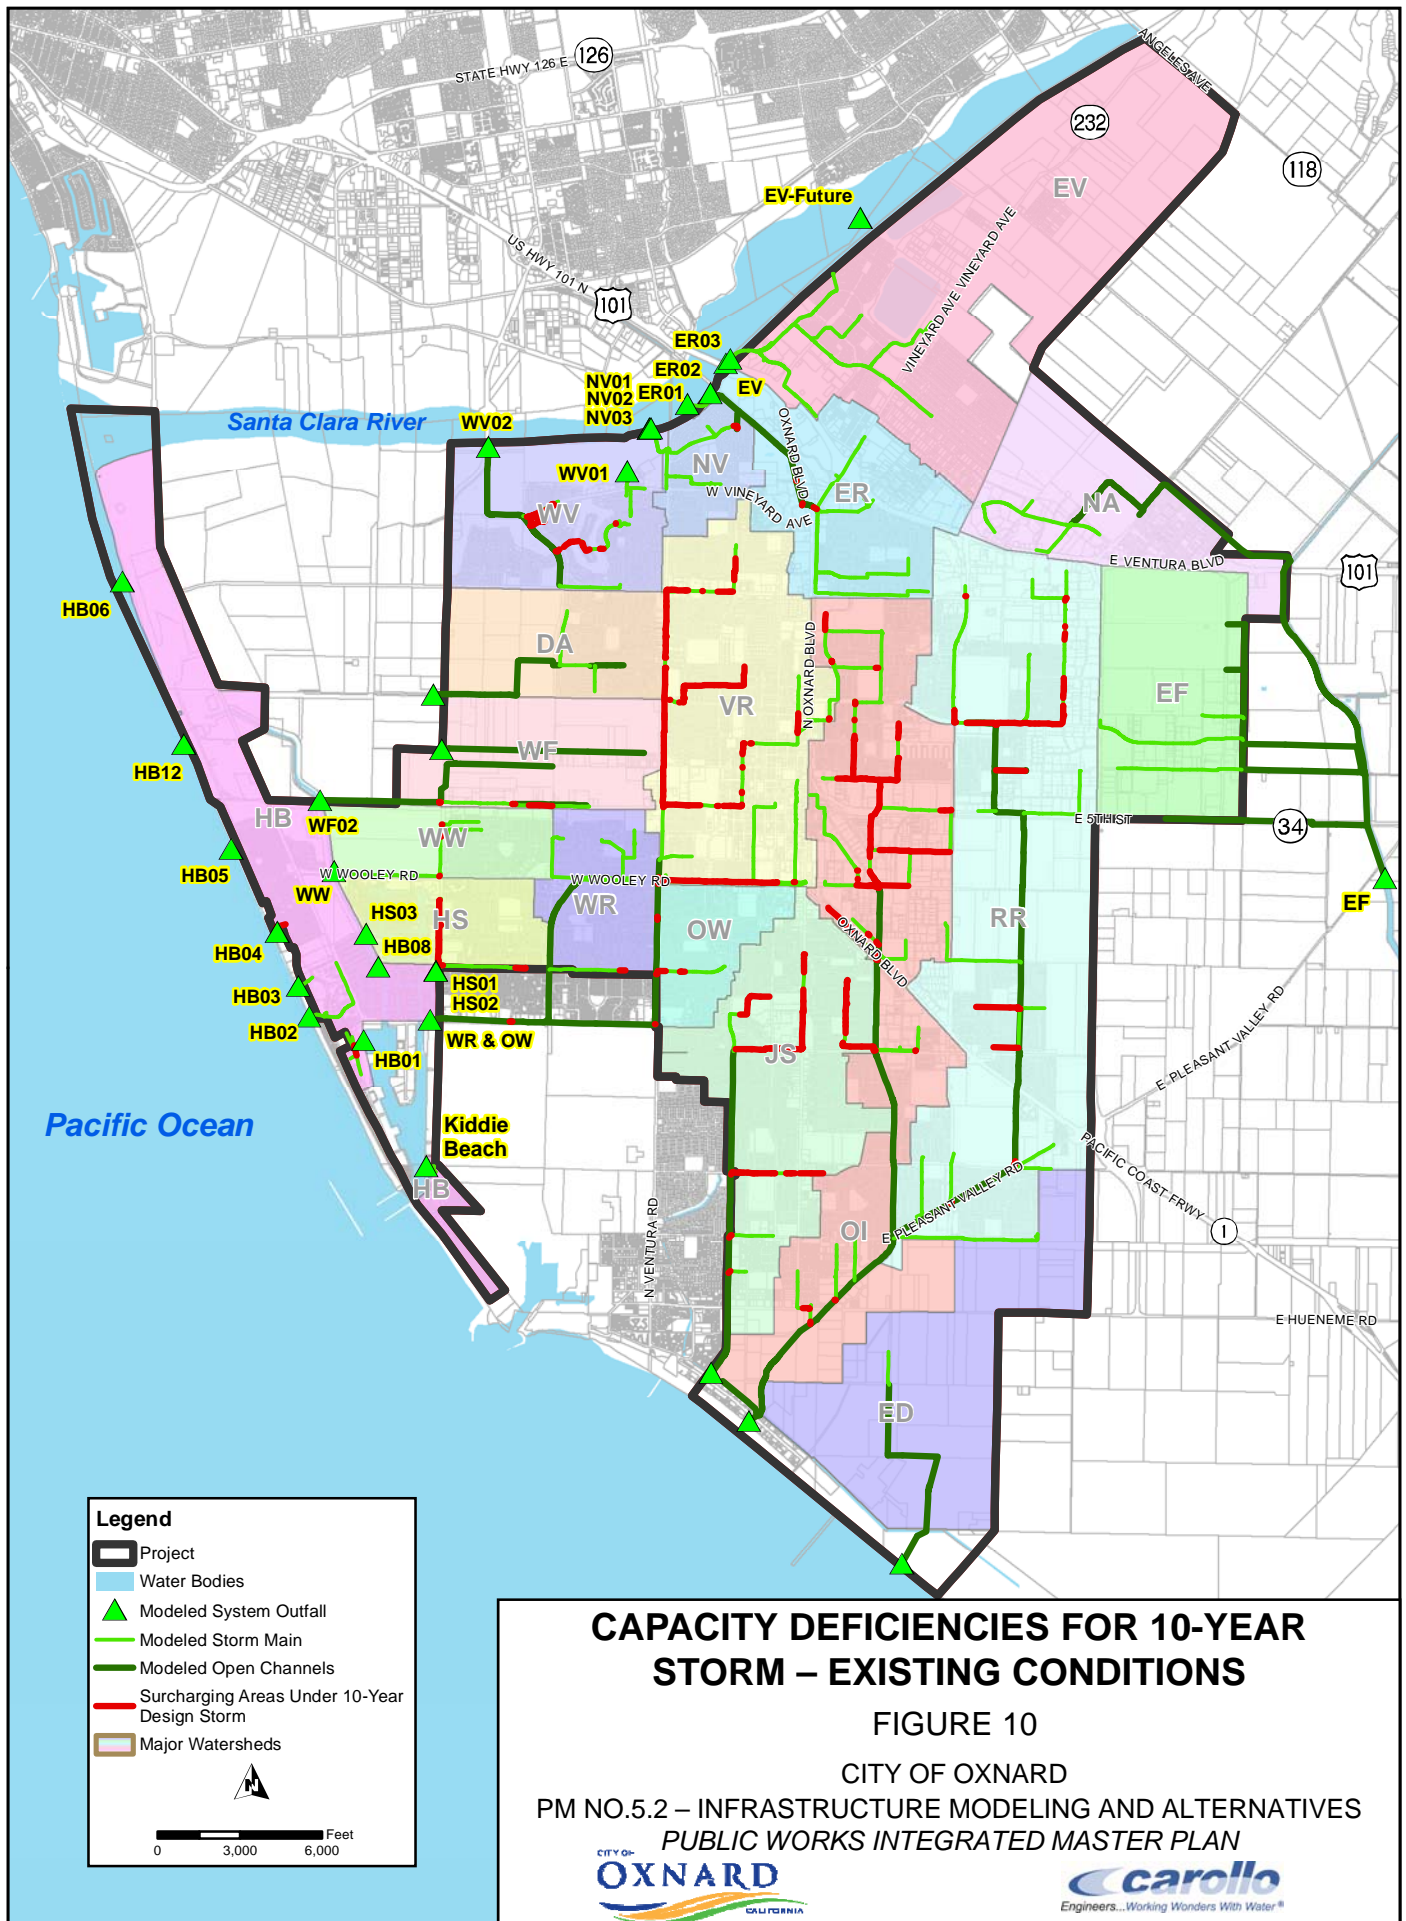 STATE HWY 126 E
126
ANGELES AVE
232
118
EV
EV-Future
US HWY 101 N
101
VINEYARD AVE
VINEYARD AVE
ER03
ER02
EV
NV01
NV02
NV03
ER01
Santa Clara River
WV02
WV01
NV
W VINEYARD AVE
OXNARD BLVD
ER
NA
WV
E VENTURA BLVD
101
HB06
DA
N OXNARD BLVD
VR
EF
WF
HB12
HB
WF02
WW
E 5TH ST
34
HB05
W WOOLEY RD
WW
W WOOLEY RD
WR
EF
HS03
HS
OW
RR
HB04
HB08
OXNARD BLVD
HB03
HS01
HS02
HB02
WR & OW
HB01
JS
E PLEASANT VALLEY RD
Pacific Ocean
Kiddie
Beach
HB
PACIFIC COAST FRWY
1
N VENTURA RD
OI
E PLEASANT VALLEY RD
E HUENEME RD
ED
Legend
Project
Water Bodies
Modeled System Outfall
Modeled Storm Main
Modeled Open Channels
Surcharging Areas Under 10-Year
Design Storm
Major Watersheds
N
Feet
0 3,000 6,000
CAPACITY DEFICIENCIES FOR 10-YEAR
STORM – EXISTING CONDITIONS
FIGURE 10
CITY OF OXNARD
PM NO.5.2 – INFRASTRUCTURE MODELING AND ALTERNATIVES
PUBLIC WORKS INTEGRATED MASTER PLAN
CITY OF
OXNARD
CALIFORNIA
carollo
Engineers...Working Wonders With Water®